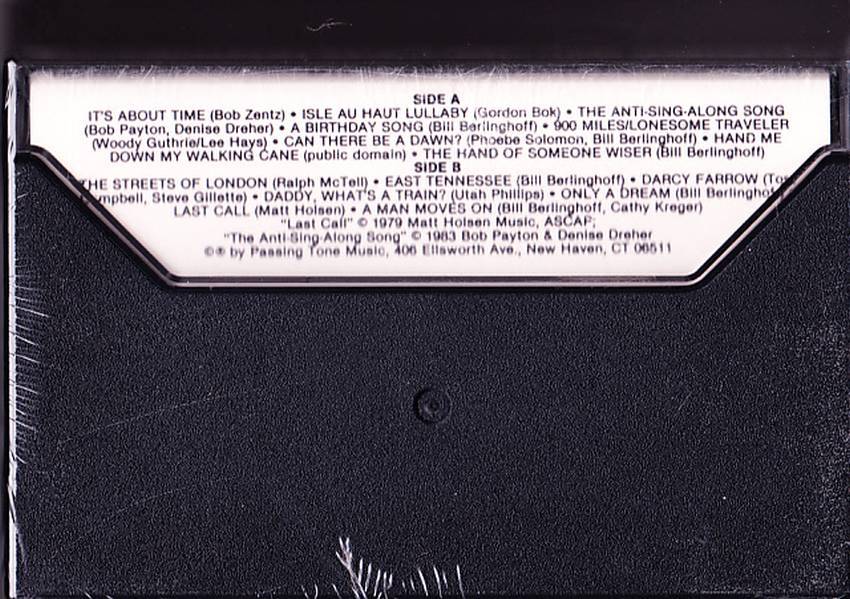 SIDE A
IT'S ABOUT TIME (Bob Zentz) • ISLE AU HAUT LULLABY (Gordon Bok) • THE ANTI-SING-ALONG SONG
(Bob Payton, Denise Dreher) • A BIRTHDAY SONG (Bill Berlinghoff) • 900 MILES/LONESOME TRAVELER
(Woody Guthrie/Lee Hays) • CAN THERE BE A DAWN? (Phoebe Solomon, Bill Berlinghoff) • HAND ME
DOWN MY WALKING CANE (public domain) • THE HAND OF SOMEONE WISER (Bill Berlinghoff)
SIDE B
THE STREETS OF LONDON (Ralph McTell) • EAST TENNESSEE (Bill Berlinghoff) • DARCY FARROW (To
mpbell, Steve Gillette) • DADDY, WHAT'S A TRAIN? (Utah Phillips) • ONLY A DREAM (Bill Berlingho
LAST CALL (Matt Holsen) • A MAN MOVES ON (Bill Berlinghoff, Cathy Kreger)
"Last Call" © 1979 Matt Holsen Music, ASCAP;
"The Anti-Sing-Along Song" © 1983 Bob Payton & Denise Dreher
©℗ by Passing Tone Music, 406 Ellsworth Ave., New Haven, CT 06511